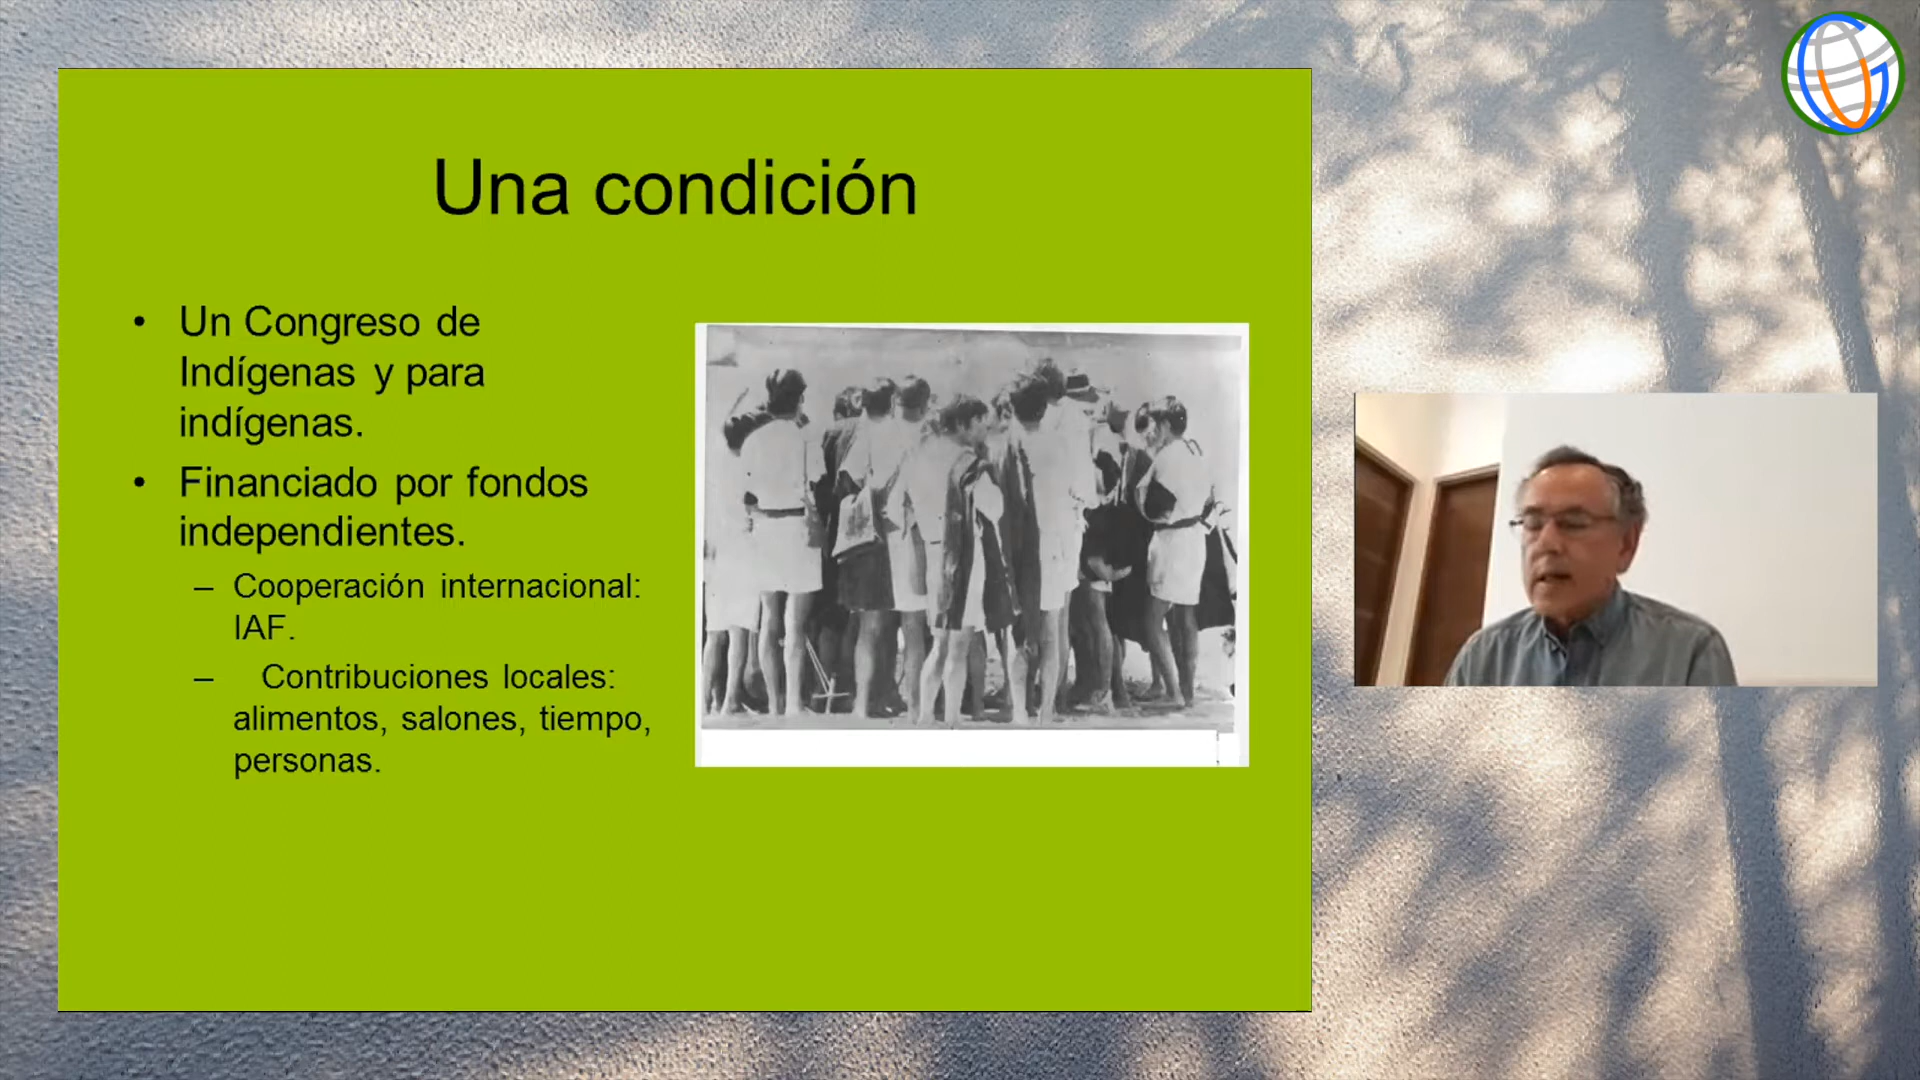 Una condición
• Un Congreso de
Indígenas y para
indígenas.
• Financiado por fondos
independientes.
– Cooperación internacional:
IAF.
– Contribuciones locales:
alimentos, salones, tiempo,
personas.